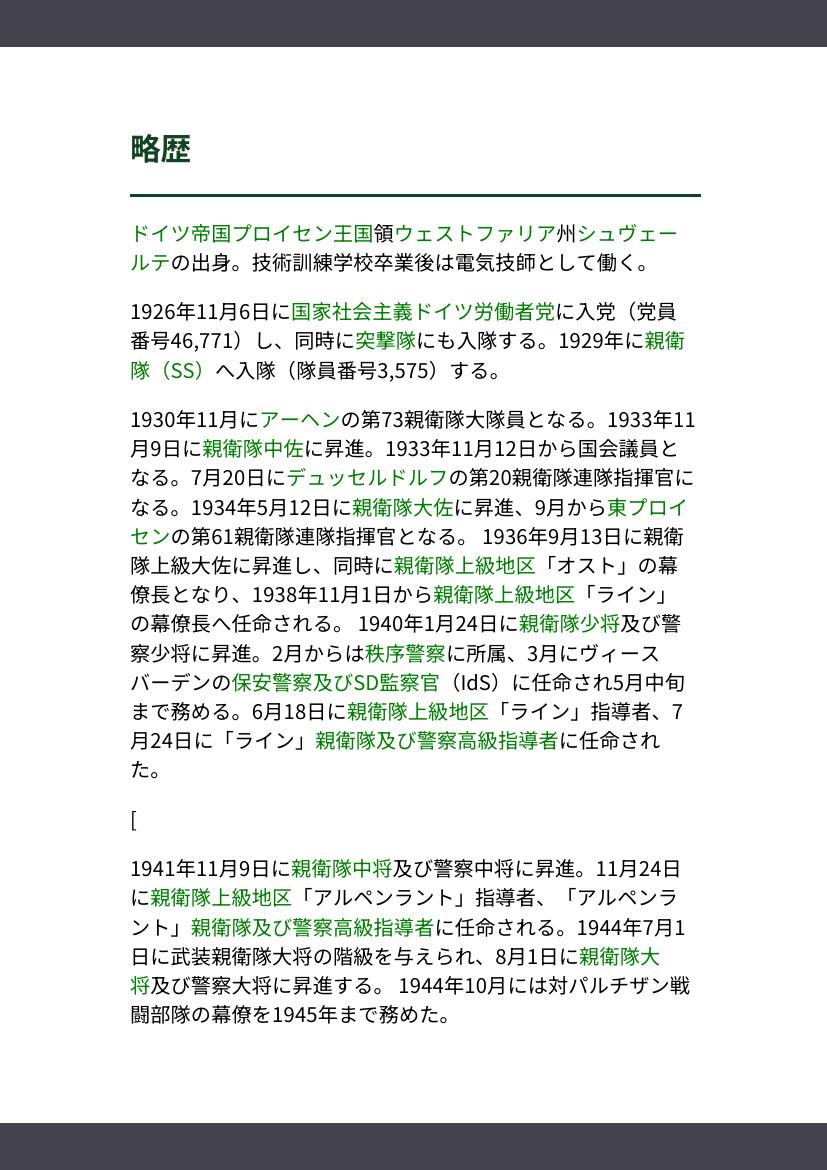 略歴
ドイツ帝国プロイセン王国領ウェストファリア州シュヴェー
ルテの出身。技術訓練学校卒業後は電気技師として働く。
1926年11月6日に国家社会主義ドイツ労働者党に入党（党員
番号46,771）し、同時に突撃隊にも入隊する。1929年に親衛
隊（SS）へ入隊（隊員番号3,575）する。
1930年11月にアーヘンの第73親衛隊大隊員となる。1933年11
月9日に親衛隊中佐に昇進。1933年11月12日から国会議員と
なる。7月20日にデュッセルドルフの第20親衛隊連隊指揮官に
なる。1934年5月12日に親衛隊大佐に昇進、9月から東プロイ
センの第61親衛隊連隊指揮官となる。 1936年9月13日に親衛
隊上級大佐に昇進し、同時に親衛隊上級地区「オスト」の幕
僚長となり、1938年11月1日から親衛隊上級地区「ライン」
の幕僚長へ任命される。 1940年1月24日に親衛隊少将及び警
察少将に昇進。2月からは秩序警察に所属、3月にヴィース
バーデンの保安警察及びSD監察官（IdS）に任命され5月中旬
まで務める。6月18日に親衛隊上級地区「ライン」指導者、7
月24日に「ライン」親衛隊及び警察高級指導者に任命され
た。
[
1941年11月9日に親衛隊中将及び警察中将に昇進。11月24日
に親衛隊上級地区「アルペンラント」指導者、「アルペンラ
ント」親衛隊及び警察高級指導者に任命される。1944年7月1
日に武装親衛隊大将の階級を与えられ、8月1日に親衛隊大
将及び警察大将に昇進する。 1944年10月には対パルチザン戦
闘部隊の幕僚を1945年まで務めた。